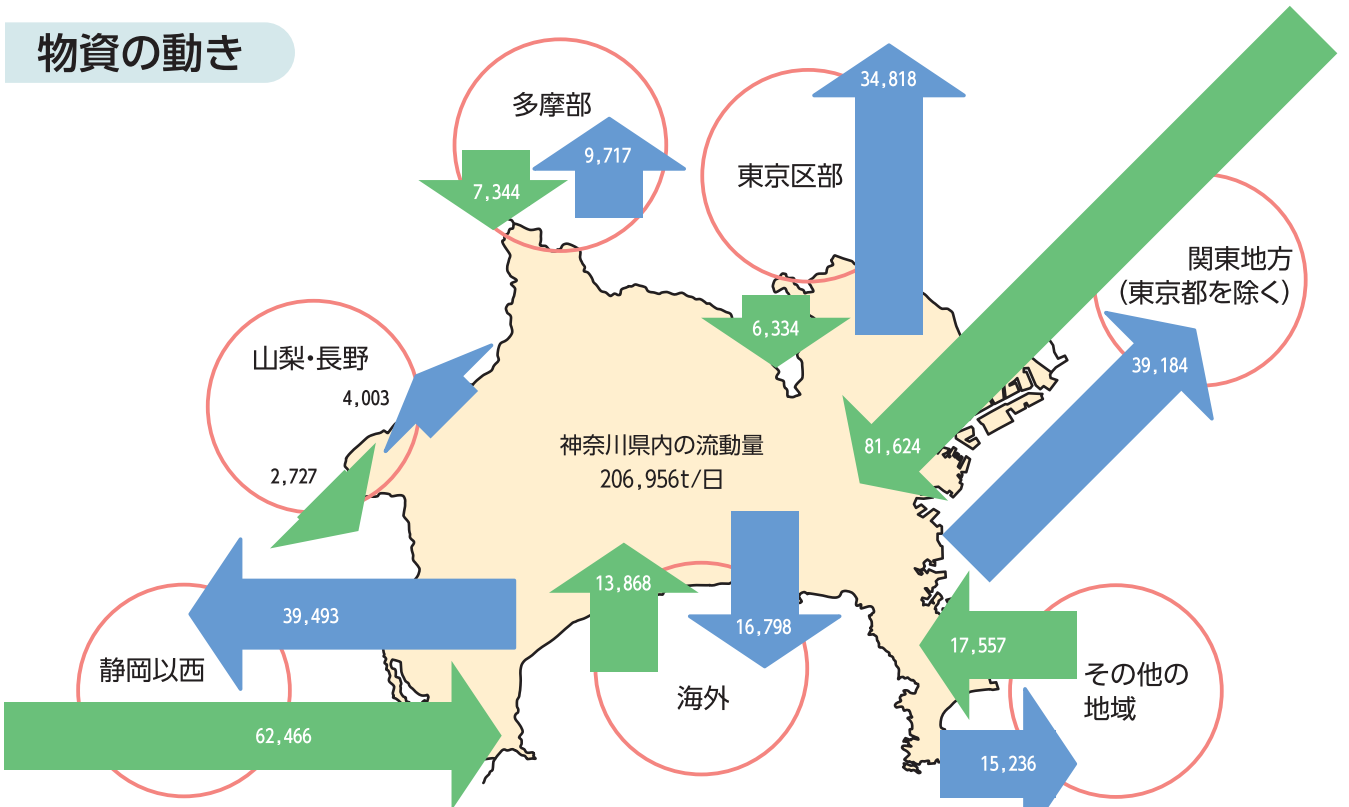 物資の動き
多摩部
7,344
9,717
東京区部
34,818
6,334
関東地方
(東京都を除く)
81,624
39,184
山梨・長野
4,003
2,727
神奈川県内の流動量
206,956t/日
静岡以西
39,493
62,466
海外
13,868
16,798
その他の
地域
17,557
15,236